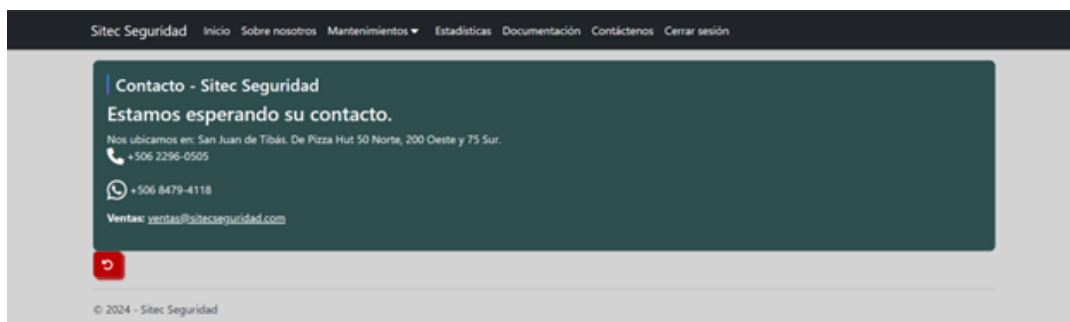 Sitec Seguridad Inicio Sobre nosotros Mantenimientos Estadísticas Documentación Contáctenos Cerrar sesión
Contacto - Sitec Seguridad
Estamos esperando su contacto.
Nos ubicamos en: San Juan de Tibás. De Pizza Hut 50 Norte, 200 Oeste y 75 Sur.
+506 2296-0505
+506 8479-4118
Ventas: ventas@sitecseguridad.com
© 2024 - Sitec Seguridad